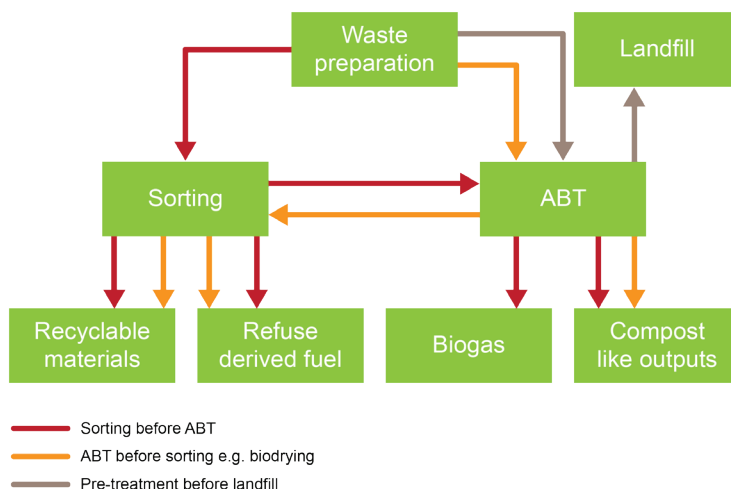 Waste
preparation
Landfill
Sorting
ABT
Recyclable
materials
Refuse
derived fuel
Biogas
Compost
like outputs
Sorting before ABT
ABT before sorting e.g. biodrying
Pre-treatment before landfill